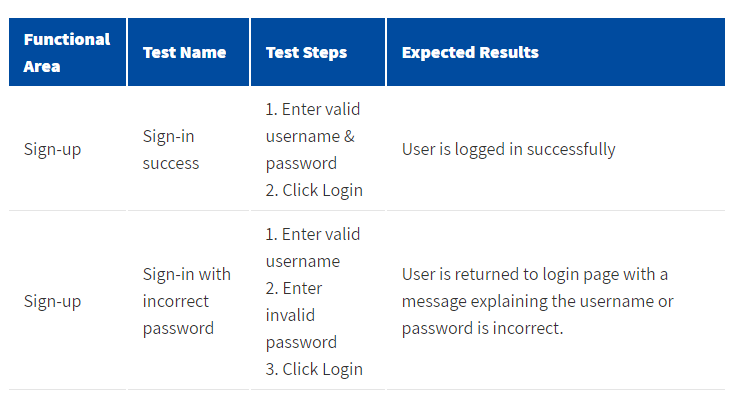 Functional
Area
Test Name
Test Steps
Expected Results
Sign-up
Sign-in
success
1. Enter valid
username &
password
2. Click Login
User is logged in successfully
Sign-up
Sign-in with
incorrect
password
1. Enter valid
username
2. Enter
invalid
password
3. Click Login
User is returned to login page with a
message explaining the username or
password is incorrect.